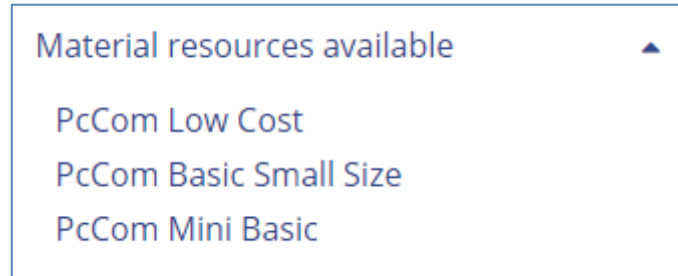 Material resources available
PcCom Low Cost
PcCom Basic Small Size
PcCom Mini Basic